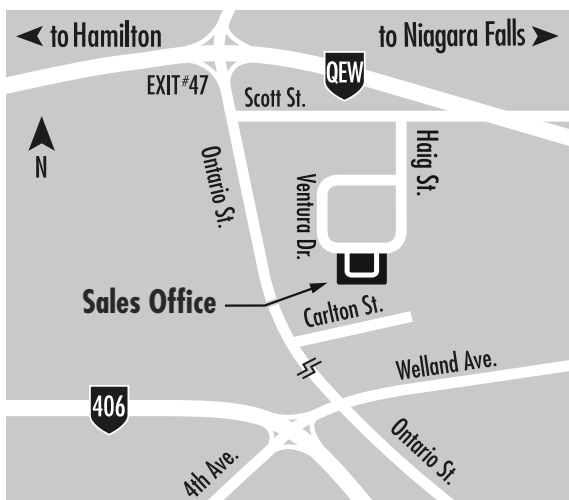 to Hamilton
to Niagara Falls
QEW
EXIT #47
Scott St.
N
Ontario St.
Haig St.
Ventura Dr.
Sales Office
Carlton St.
Welland Ave.
406
4th Ave.
Ontario St.